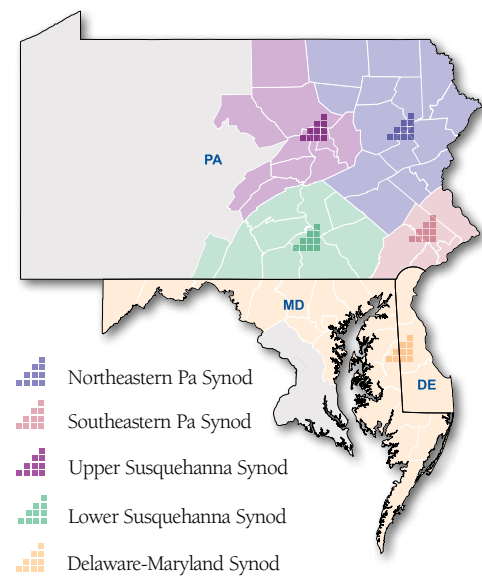 PA
MD
DE
Northeastern Pa Synod
Southeastern Pa Synod
Upper Susquehanna Synod
Lower Susquehanna Synod
Delaware-Maryland Synod